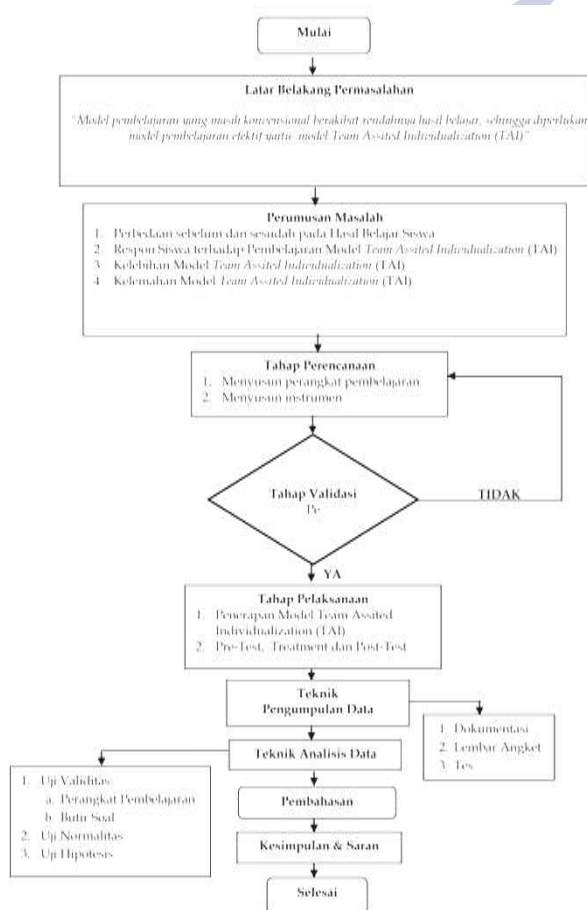 Mulai
Latar Belakang Permasalahan
"Model pembelajaran yang masih konvensional berakibat rendahnya hasil belajar, sehingga diperlukan
model pembelajaran efektif yaitu model Team Assited Individualization (TAI)"
Perumusan Masalah
1. Perbedaan sebelum dan sesudah pada Hasil Belajar Siswa
2. Respon Siswa terhadap Pembelajaran Model Team Assited Individualization (TAI)
3 Kelebihan Model Team Assited Individualization (TAI)
4 Kelemahan Model Team Assited Individualization (TAI)
Tahap Perencanaan
1. Menyusun perangkat pembelajaran
2. Menyusun instrumen
Tahap Validasi
Pe
TIDAK
YA
Tahap Pelaksanaan
1. Penerapan Model Team Assited
Individualization (TAI)
2. Pre-Test, Treatment dan Post-Test
Teknik
Pengumpulan Data
1. Dokumentasi
2. Lembar Angket
3. Tes
Teknik Analisis Data
1. Uji Validitas
a. Perangkat Pembelajaran
b. Butu Soal
2. Uji Normalitas
3. Uji Hipotesis
Pembahasan
Kesimpulan & Saran
Selesai